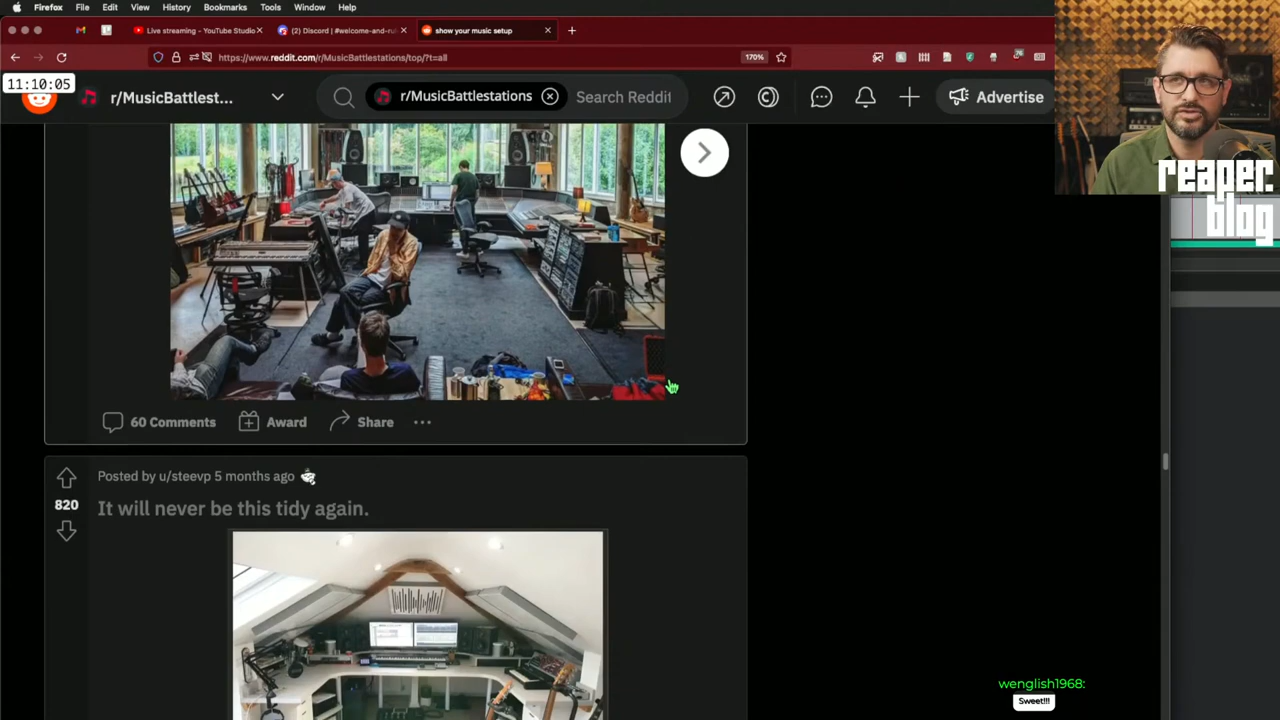 Firefox File Edit View History Bookmarks Tools Window Help
Live streaming - YouTube Studio
(2) Discord | #welcome-and-ru
show your music setup
https://www.reddit.com/r/MusicBattlestations/top/?t=all
170%
76
11:10:05
r/MusicBattlest...
r/MusicBattlestations
Search Reddit
Advertise
reaper.
blog
60 Comments
Award
Share
Posted by u/steevp 5 months ago
820
It will never be this tidy again.
wenglish1968:
Sweet!!!